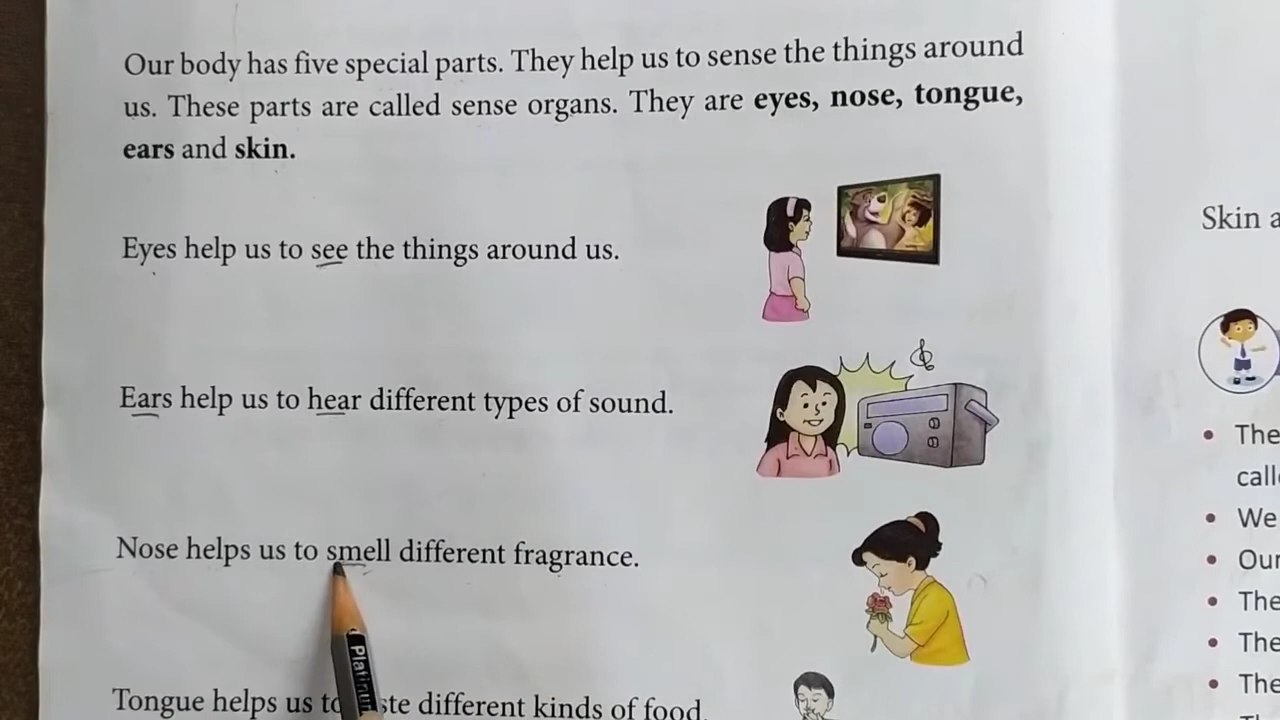 Our body has five special parts. They help us to sense the things around
us. These parts are called sense organs. They are eyes, nose, tongue,
ears and skin.
Eyes help us to see the things around us.
Ears help us to hear different types of sound.
Nose helps us to smell different fragrance.
Tongue helps us different kinds of food.
Platinu
Skin a
The
call
We
Our
The
The
The